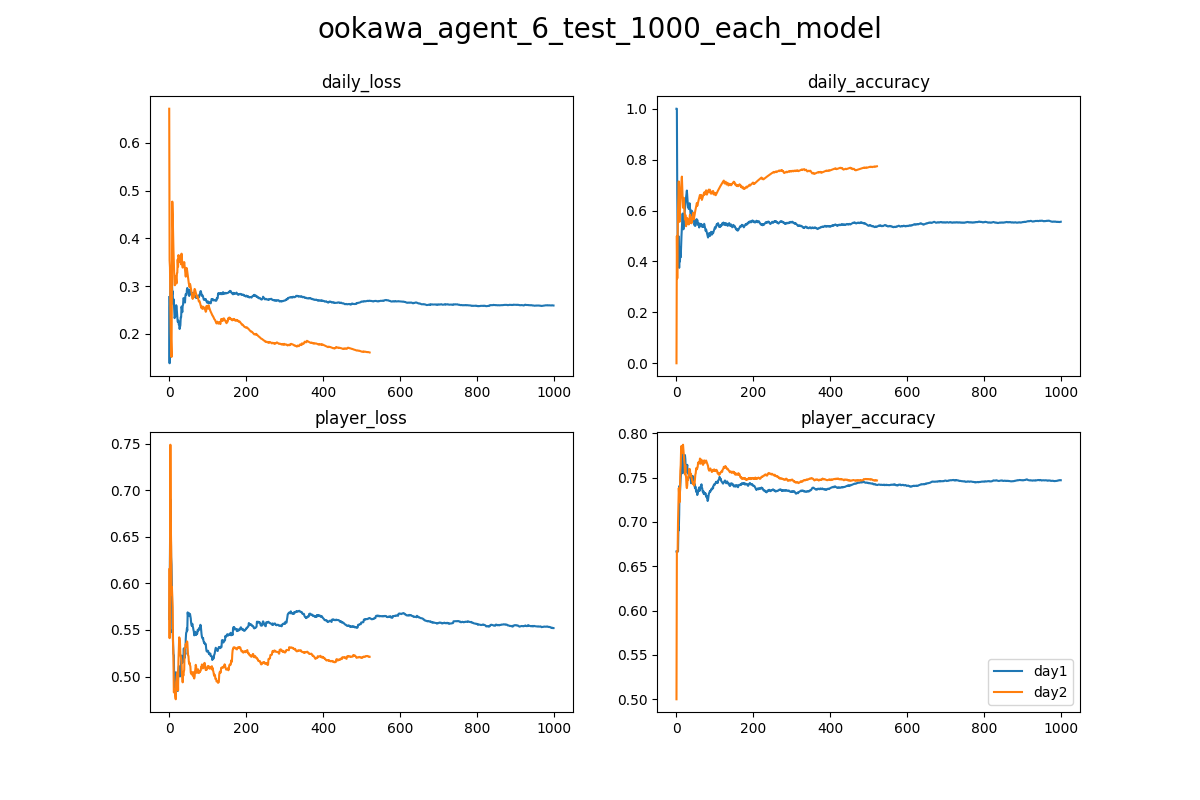 ookawa_agent_6_test_1000_each_model
daily_loss
0.6
0.5
0.4
0.3
0.2
0 200 400 600 800 1000
daily_accuracy
1.0
0.8
0.6
0.4
0.2
0.0
0 200 400 600 800 1000
player_loss
0.75
0.70
0.65
0.60
0.55
0.50
0 200 400 600 800 1000
player_accuracy
0.80
0.75
0.70
0.65
0.60
0.55
0.50
0 200 400 600 800 1000
day1
day2